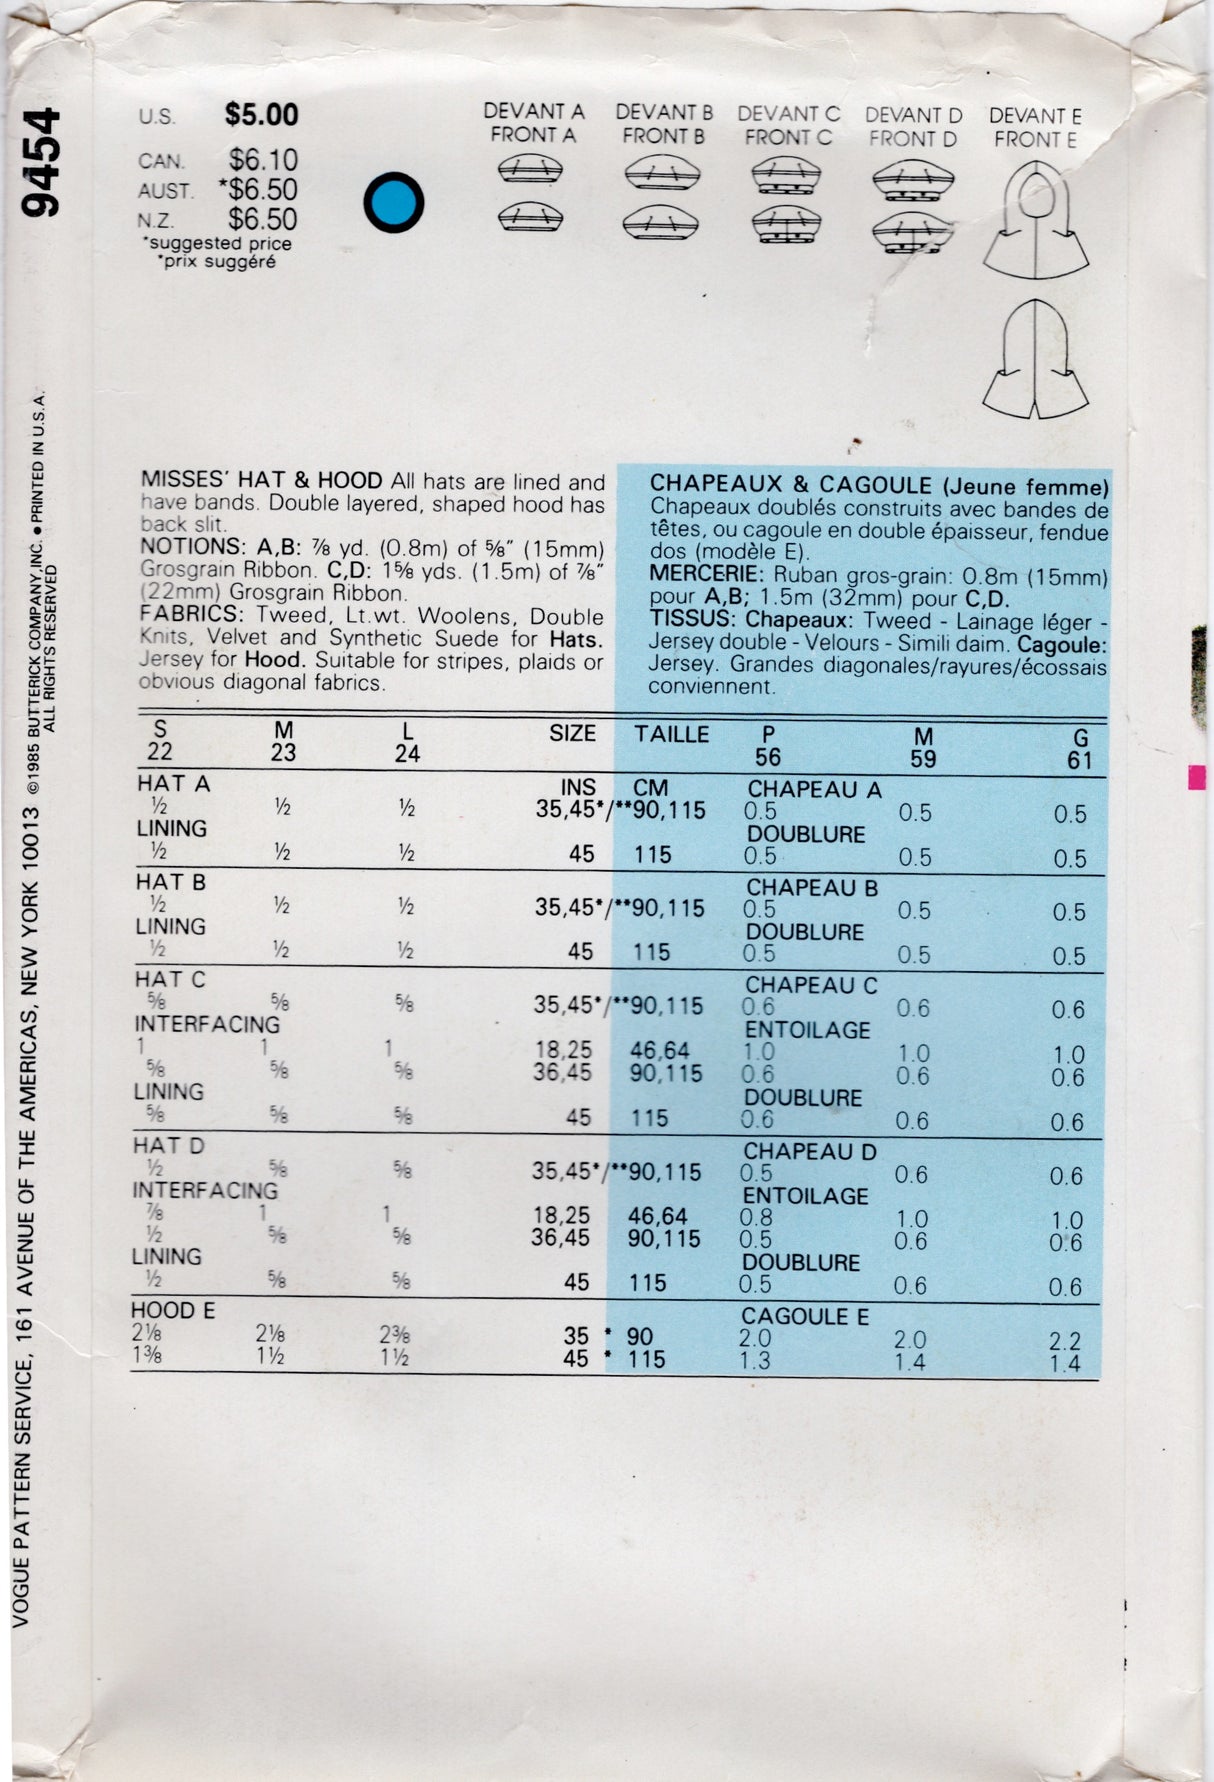 9454
U.S. $5.00
CAN. $6.10
AUST. *$6.50
N.Z. $6.50
*suggested price
*prix suggéré
DEVANT A DEVANT B DEVANT C DEVANT D DEVANT E
FRONT A FRONT B FRONT C FRONT D FRONT E
MISSES' HAT & HOOD All hats are lined and
have bands. Double layered, shaped hood has
back slit.
NOTIONS: A,B: ⅞ yd. (0.8m) of ⅝" (15mm)
Grosgrain Ribbon. C,D: 1⅝ yds. (1.5m) of ⅞"
(22mm) Grosgrain Ribbon.
FABRICS: Tweed, Lt.wt. Woolens, Double
Knits, Velvet and Synthetic Suede for Hats.
Jersey for Hood. Suitable for stripes, plaids or
obvious diagonal fabrics.
CHAPEAUX & CAGOULE (Jeune femme)
Chapeaux doublés construits avec bandes de
têtes, ou cagoule en double épaisseur, fendue
dos (modèle E).
MERCERIE: Ruban gros-grain: 0.8m (15mm)
pour A,B; 1.5m (32mm) pour C,D.
TISSUS: Chapeaux: Tweed - Lainage léger -
Jersey double - Velours - Simili daim. Cagoule:
Jersey. Grandes diagonales/rayures/écossais
conviennent.
S M L SIZE TAILLE P M G
22 23 24 56 59 61
HAT A INS CM CHAPEAU A
½ ½ ½ 35,45*/**90,115 0.5 0.5 0.5
LINING DOUBLURE
½ ½ ½ 45 115 0.5 0.5 0.5
HAT B CHAPEAU B
½ ½ ½ 35,45*/**90,115 0.5 0.5 0.5
LINING DOUBLURE
½ ½ ½ 45 115 0.5 0.5 0.5
HAT C CHAPEAU C
⅝ ⅝ ⅝ 35,45*/**90,115 0.6 0.6 0.6
INTERFACING ENTOILAGE
1 1 1 18,25 46,64 1.0 1.0 1.0
⅝ ⅝ ⅝ 36,45 90,115 0.6 0.6 0.6
LINING DOUBLURE
⅝ ⅝ ⅝ 45 115 0.6 0.6 0.6
HAT D CHAPEAU D
½ ⅝ ⅝ 35,45*/**90,115 0.5 0.6 0.6
INTERFACING ENTOILAGE
⅞ 1 1 18,25 46,64 0.8 1.0 1.0
½ ⅝ ⅝ 36,45 90,115 0.5 0.6 0.6
LINING DOUBLURE
½ ⅝ ⅝ 45 115 0.5 0.6 0.6
HOOD E CAGOULE E
2⅛ 2⅛ 2⅜ 35 * 90 2.0 2.0 2.2
1⅜ 1½ 1½ 45 * 115 1.3 1.4 1.4
VOGUE PATTERN SERVICE, 161 AVENUE OF THE AMERICAS, NEW YORK 10013 ©1985 BUTTERICK COMPANY, INC. ● PRINTED IN U.S.A.
ALL RIGHTS RESERVED